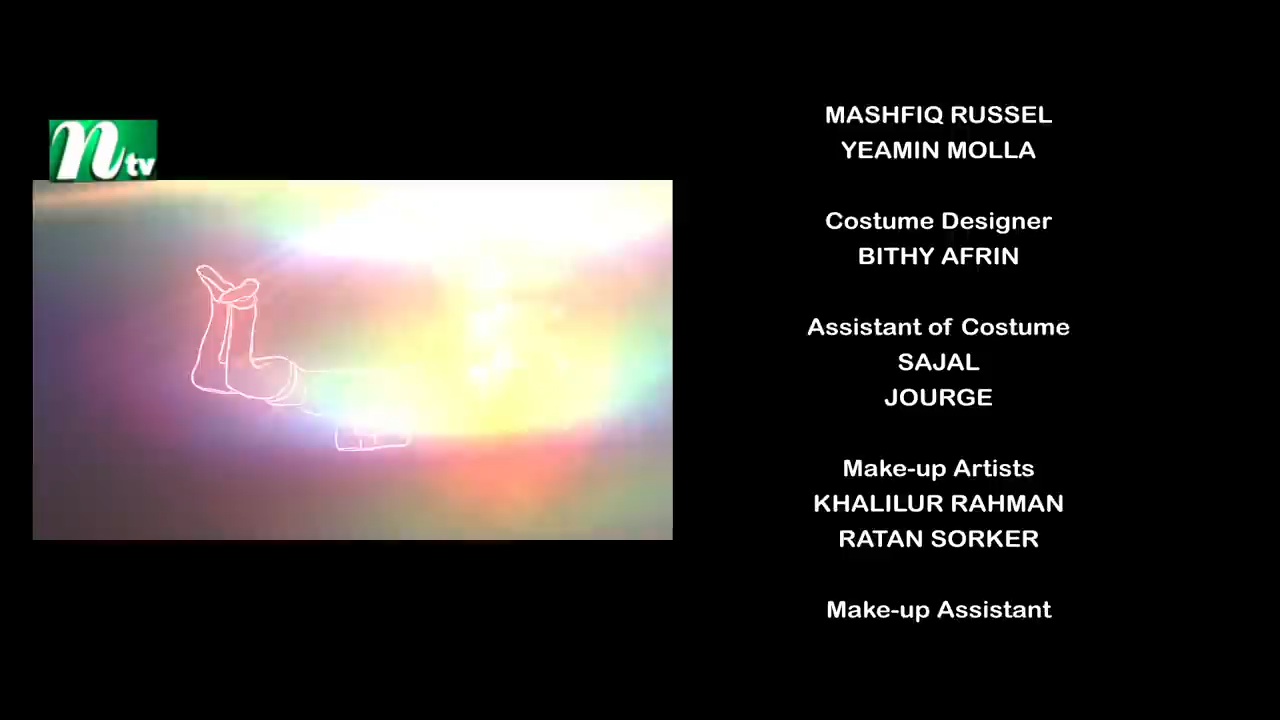 ntv
MASHFIQ RUSSEL
YEAMIN MOLLA
Costume Designer
BITHY AFRIN
Assistant of Costume
SAJAL
JOURGE
Make-up Artists
KHALILUR RAHMAN
RATAN SORKER
Make-up Assistant